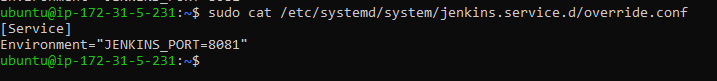 ubuntu@ip-172-31-5-231:~$ sudo cat /etc/systemd/system/jenkins.service.d/override.conf
[Service]
Environment="JENKINS_PORT=8081"
ubuntu@ip-172-31-5-231:~$